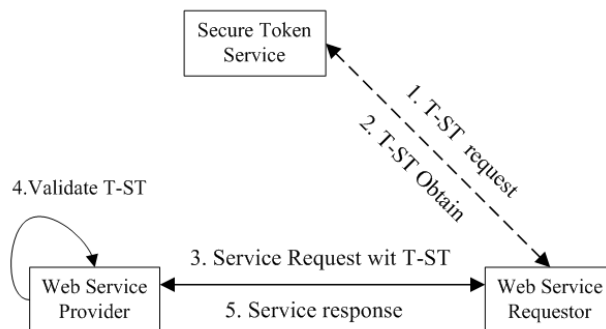 Secure Token
Service
1. T-ST request
2. T-ST Obtain
4.Validate T-ST
3. Service Request wit T-ST
Web Service
Provider
5. Service response
Web Service
Requestor